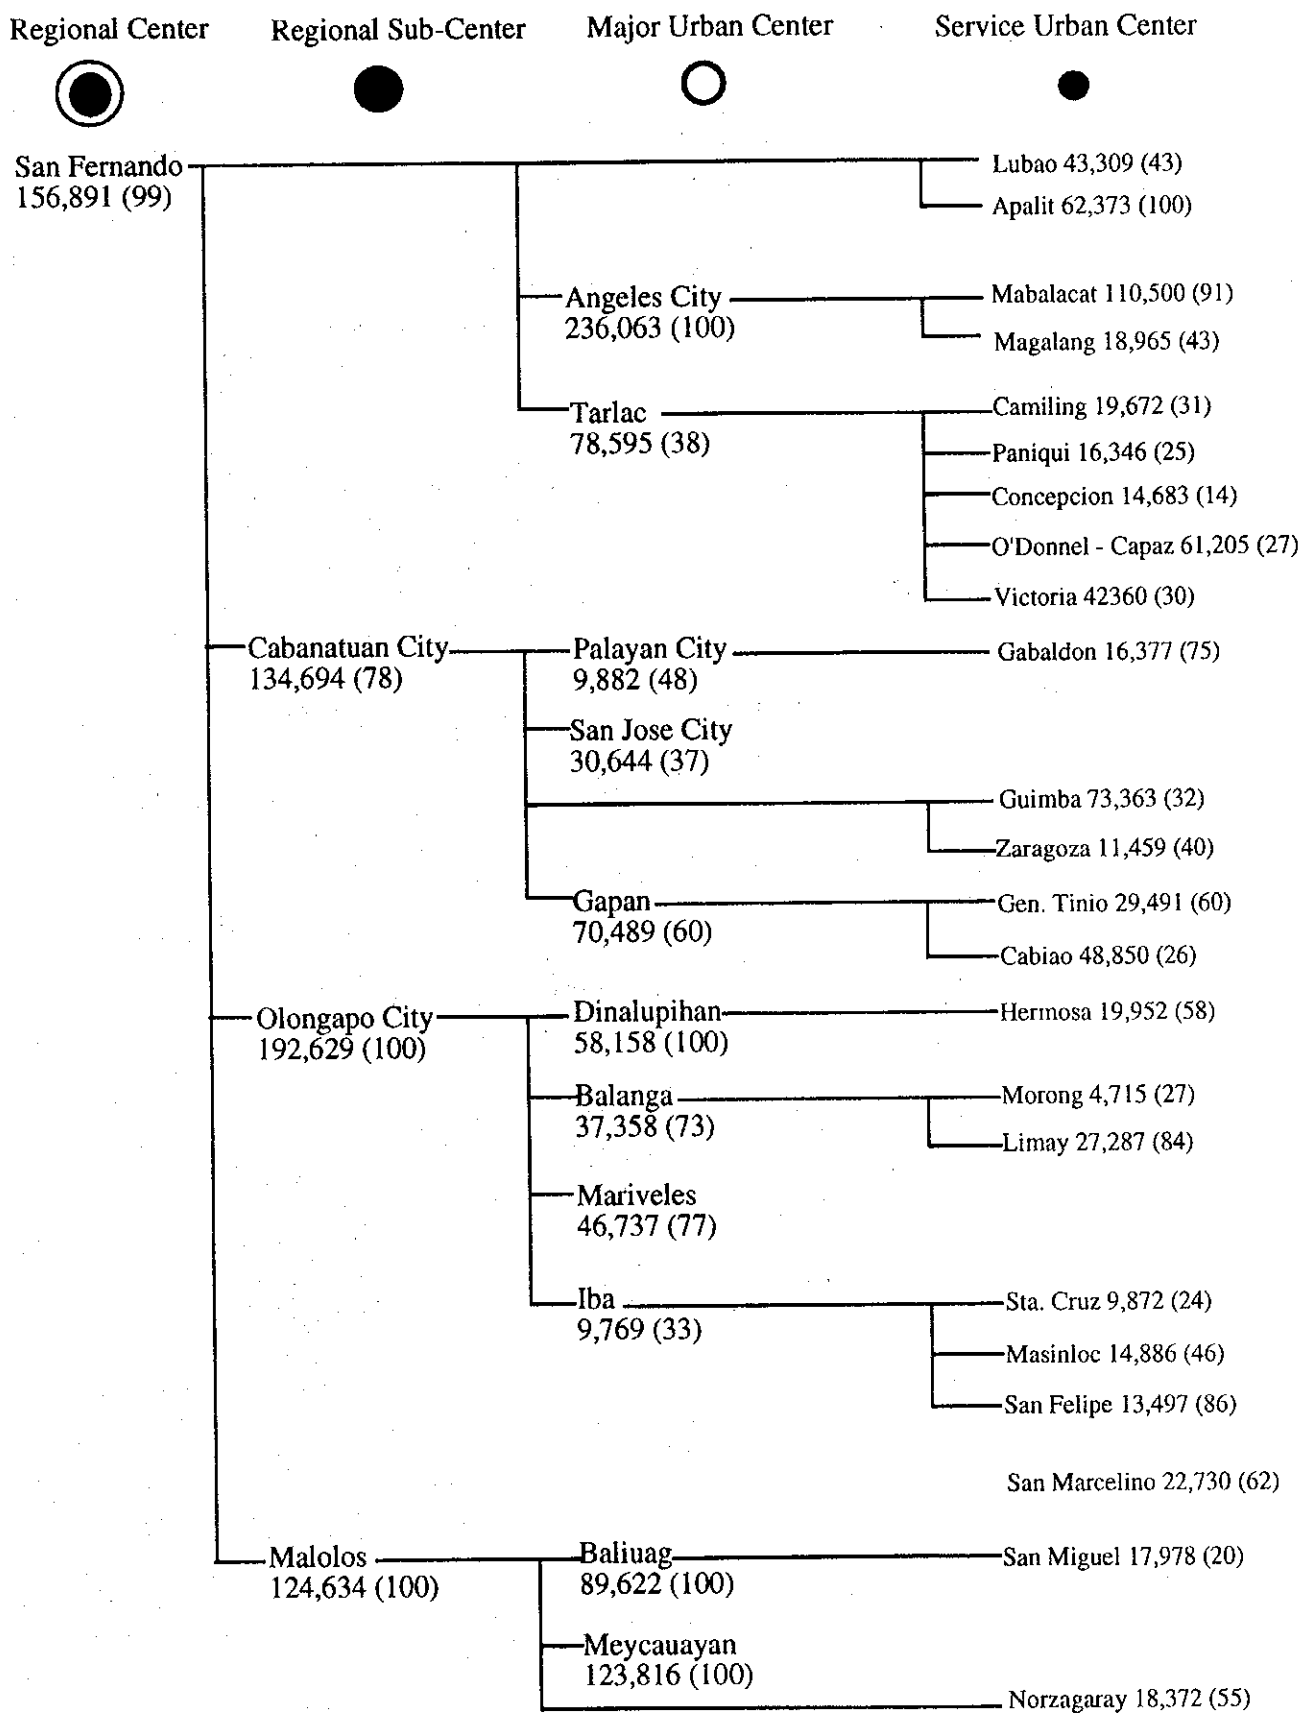 Regional Center
Regional Sub-Center
Major Urban Center
Service Urban Center
San Fernando
156,891 (99)
Lubao 43,309 (43)
Apalit 62,373 (100)
Angeles City
236,063 (100)
Mabalacat 110,500 (91)
Magalang 18,965 (43)
Tarlac
78,595 (38)
Camiling 19,672 (31)
Paniqui 16,346 (25)
Concepcion 14,683 (14)
O'Donnel - Capaz 61,205 (27)
Victoria 42360 (30)
Cabanatuan City
134,694 (78)
Palayan City
9,882 (48)
Gabaldon 16,377 (75)
San Jose City
30,644 (37)
Guimba 73,363 (32)
Zaragoza 11,459 (40)
Gapan
70,489 (60)
Gen. Tinio 29,491 (60)
Cabiao 48,850 (26)
Olongapo City
192,629 (100)
Dinalupihan
58,158 (100)
Hermosa 19,952 (58)
Balanga
37,358 (73)
Morong 4,715 (27)
Limay 27,287 (84)
Mariveles
46,737 (77)
Iba
9,769 (33)
Sta. Cruz 9,872 (24)
Masinloc 14,886 (46)
San Felipe 13,497 (86)
San Marcelino 22,730 (62)
Malolos
124,634 (100)
Baliuag
89,622 (100)
San Miguel 17,978 (20)
Meycauayan
123,816 (100)
Norzagaray 18,372 (55)